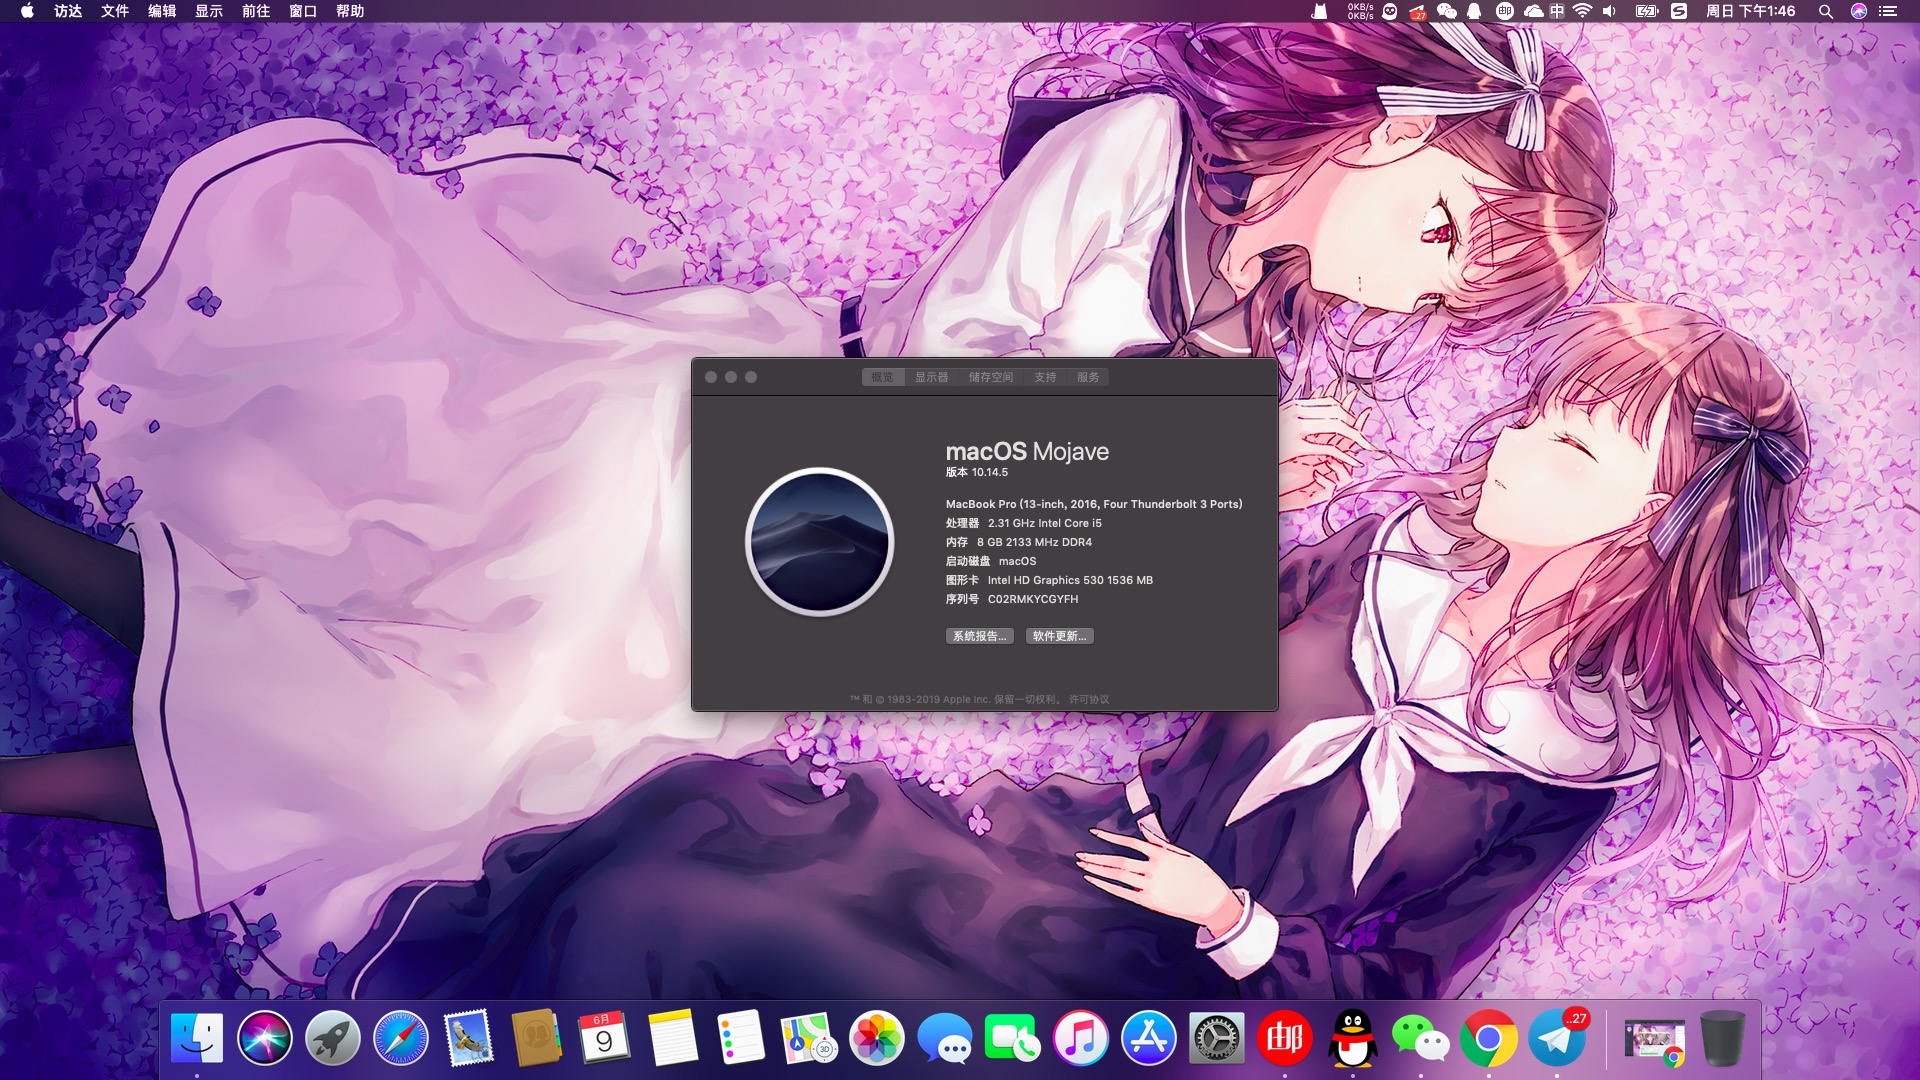 访达 文件 编辑 显示 前往 窗口 帮助
0KB/s
0KB/s
..27
邮
中
周日 下午1:46
概览 显示器 储存空间 支持 服务
macOS Mojave
版本 10.14.5
MacBook Pro (13-inch, 2016, Four Thunderbolt 3 Ports)
处理器 2.31 GHz Intel Core i5
内存 8 GB 2133 MHz DDR4
启动磁盘 macOS
图形卡 Intel HD Graphics 530 1536 MB
序列号 C02RMKYCGYFH
系统报告... 软件更新...
™ 和 © 1983-2019 Apple Inc. 保留一切权利。 许可协议
6月
9
3D
邮
..27